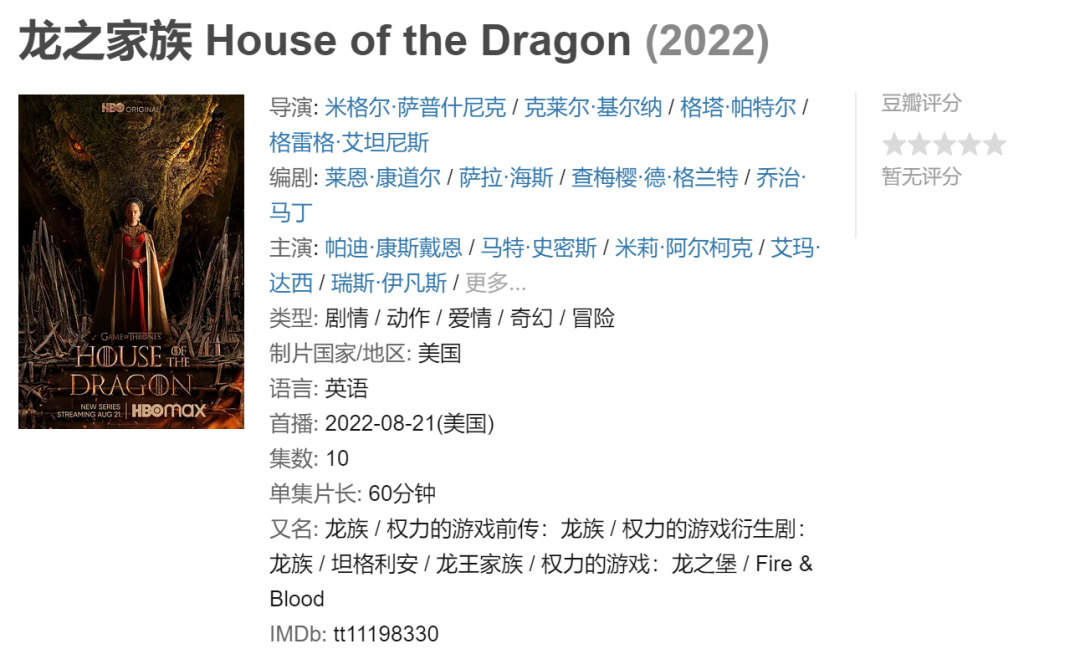 龙之家族 House of the Dragon (2022)
HBO ORIGINAL
GAME OF THRONES
HOUSE OF THE
DRAGON
NEW SERIES
STREAMING AUG 21
HBOMAX
导演: 米格尔·萨普什尼克 / 克莱尔·基尔纳 / 格塔·帕特尔 /
格雷格·艾坦尼斯
编剧: 莱恩·康道尔 / 萨拉·海斯 / 查梅樱·德·格兰特 / 乔治·
马丁
主演: 帕迪·康斯戴恩 / 马特·史密斯 / 米莉·阿尔柯克 / 艾玛·
达西 / 瑞斯·伊凡斯 / 更多...
类型: 剧情 / 动作 / 爱情 / 奇幻 / 冒险
制片国家/地区: 美国
语言: 英语
首播: 2022-08-21(美国)
集数: 10
单集片长: 60分钟
又名: 龙族 / 权力的游戏前传：龙族 / 权力的游戏衍生剧：
龙族 / 坦格利安 / 龙王家族 / 权力的游戏：龙之堡 / Fire &
Blood
IMDb: tt11198330
豆瓣评分
暂无评分